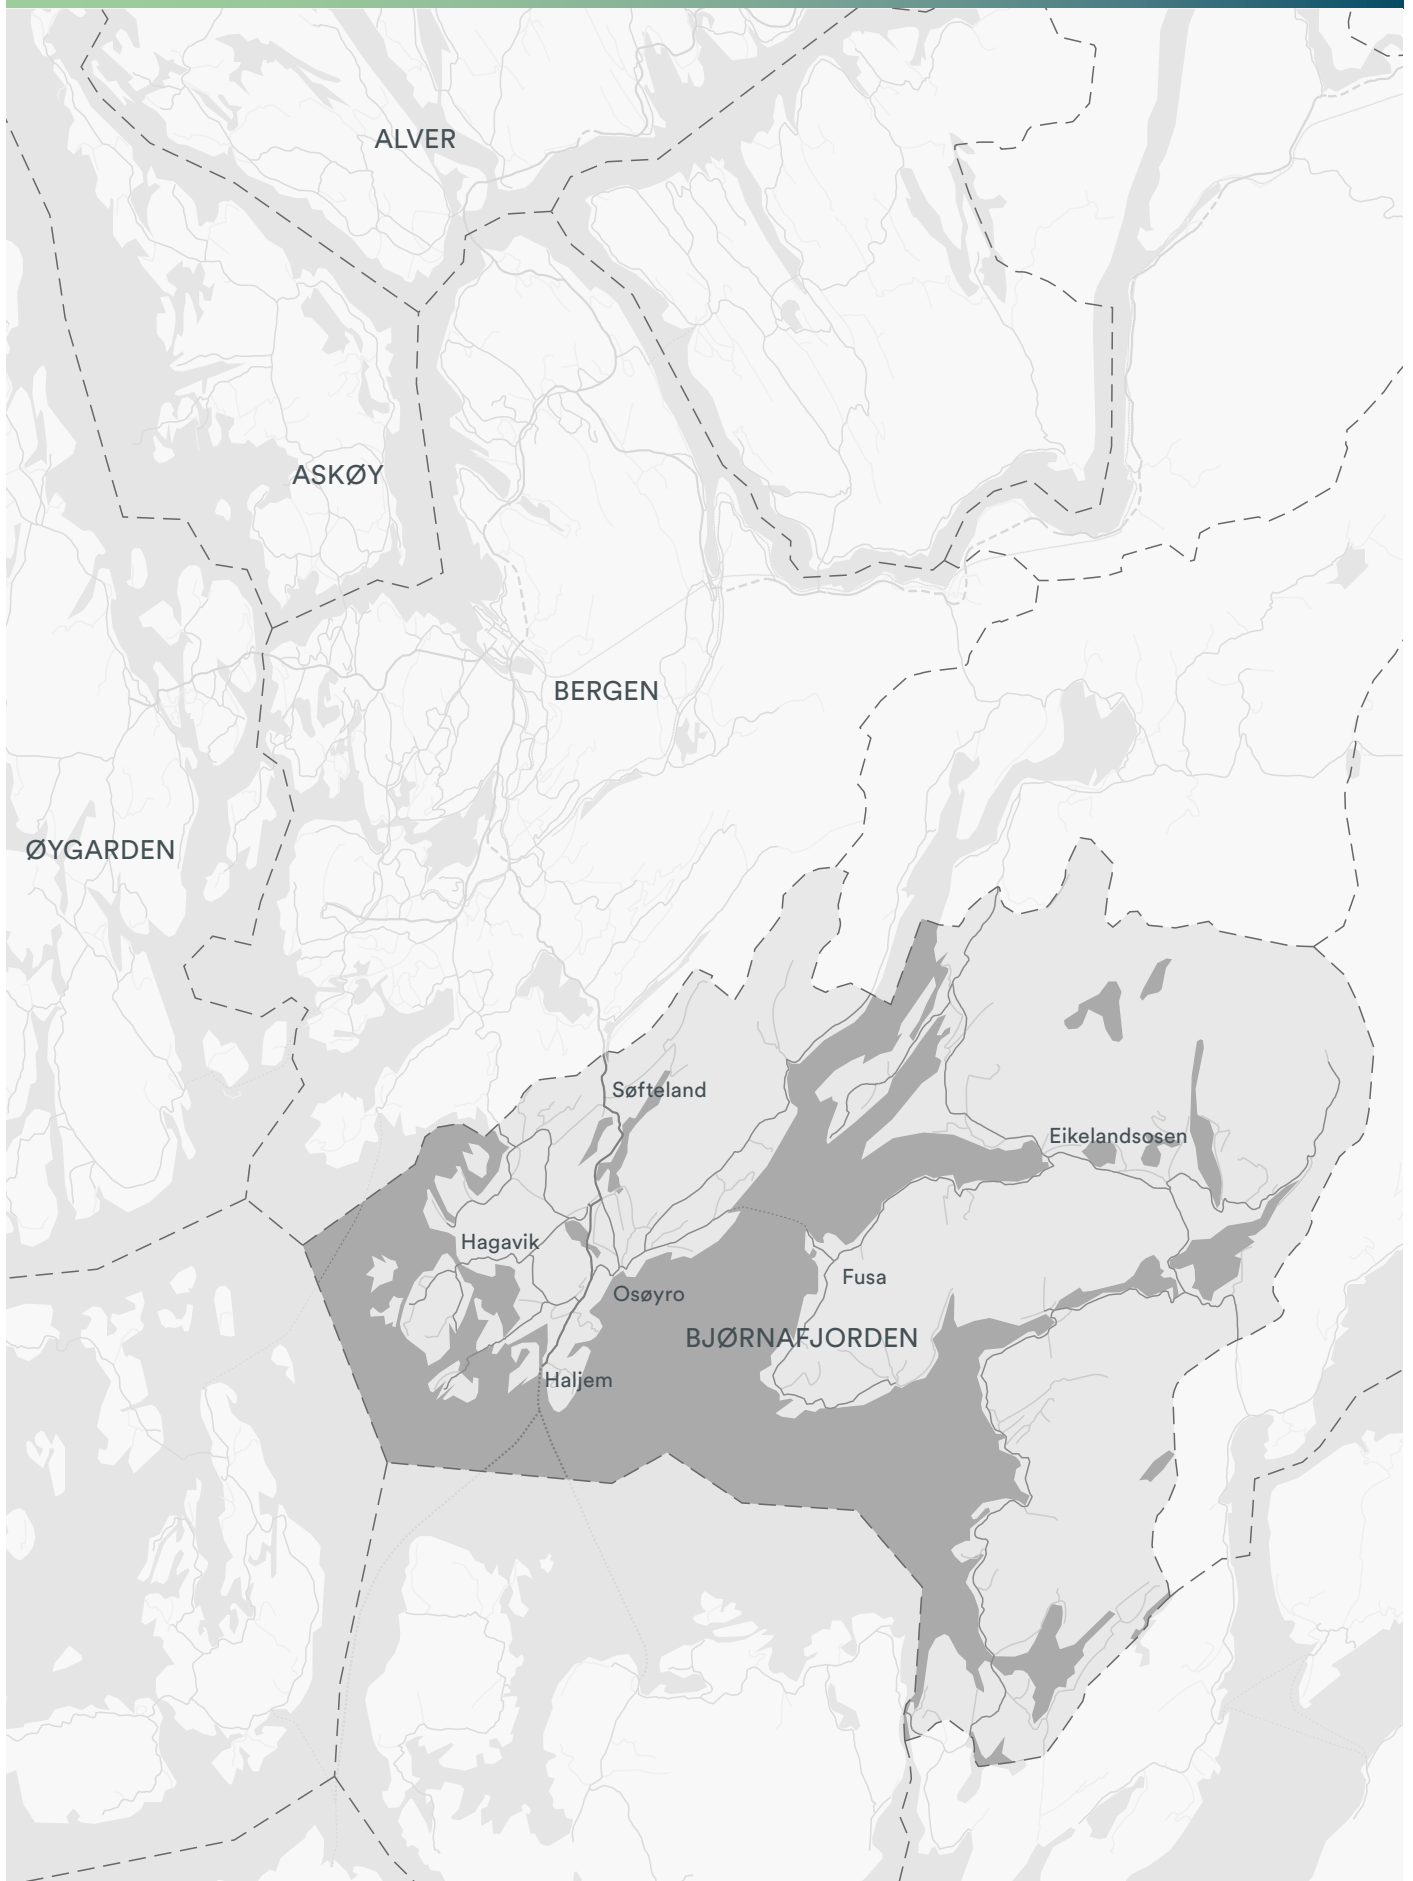 ALVER
ASKØY
BERGEN
ØYGARDEN
Søfteland
Eikelandsosen
Hagavik
Fusa
Osøyro
BJØRNAFJORDEN
Haljem